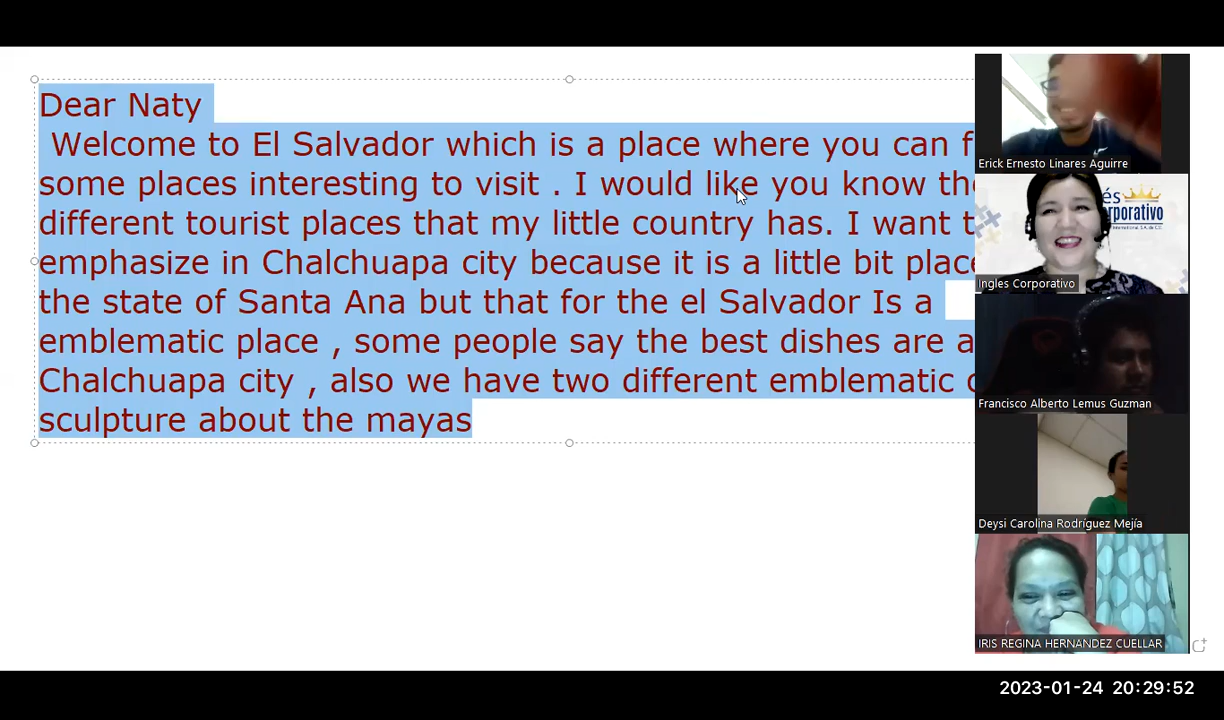 Dear Naty
Welcome to El Salvador which is a place where you can
some places interesting to visit . I would like you know
different tourist places that my little country has. I want
emphasize in Chalchuapa city because it is a little bit
the state of Santa Ana but that for the el Salvador Is a
emblematic place , some people say the best dishes are
Chalchuapa city , also we have two different emblematic
sculpture about the mayas
Erick Ernesto Linares Aguirre
Ingles Corporativo
Francisco Alberto Lemus Guzman
Deysi Carolina Rodríguez Mejía
IRIS REGINA HERNANDEZ CUELLAR
2023-01-24 20:29:52